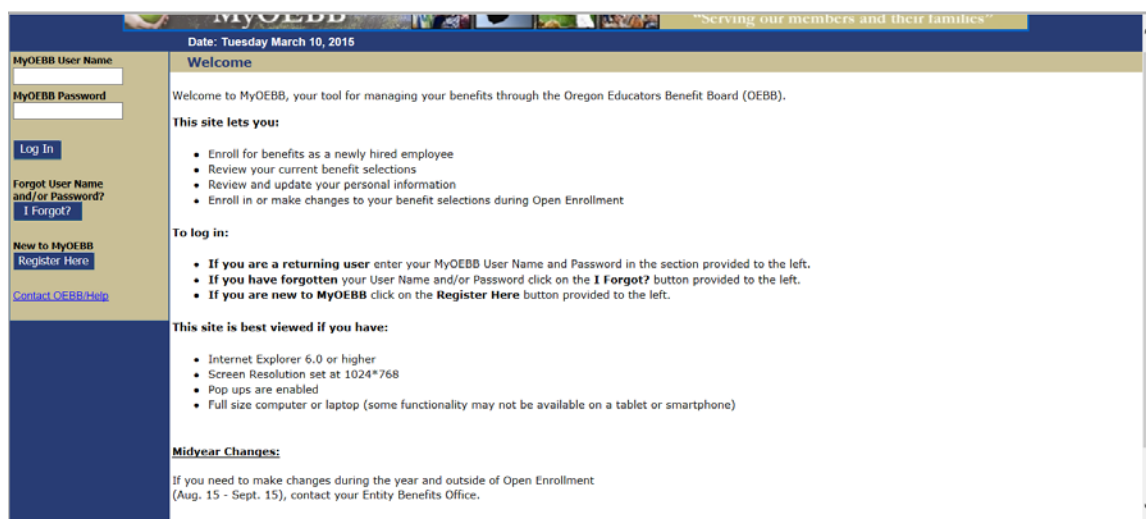 MyOEBB
"Serving our members and their families"
Date: Tuesday March 10, 2015
MyOEBB User Name
MyOEBB Password
Log In
Forgot User Name
and/or Password?
I Forgot?
New to MyOEBB
Register Here
Contact OEBB/Help
Welcome
Welcome to MyOEBB, your tool for managing your benefits through the Oregon Educators Benefit Board (OEBB).
This site lets you:
• Enroll for benefits as a newly hired employee
• Review your current benefit selections
• Review and update your personal information
• Enroll in or make changes to your benefit selections during Open Enrollment
To log in:
• If you are a returning user enter your MyOEBB User Name and Password in the section provided to the left.
• If you have forgotten your User Name and/or Password click on the I Forgot? button provided to the left.
• If you are new to MyOEBB click on the Register Here button provided to the left.
This site is best viewed if you have:
• Internet Explorer 6.0 or higher
• Screen Resolution set at 1024*768
• Pop ups are enabled
• Full size computer or laptop (some functionality may not be available on a tablet or smartphone)
Midyear Changes:
If you need to make changes during the year and outside of Open Enrollment
(Aug. 15 - Sept. 15), contact your Entity Benefits Office.